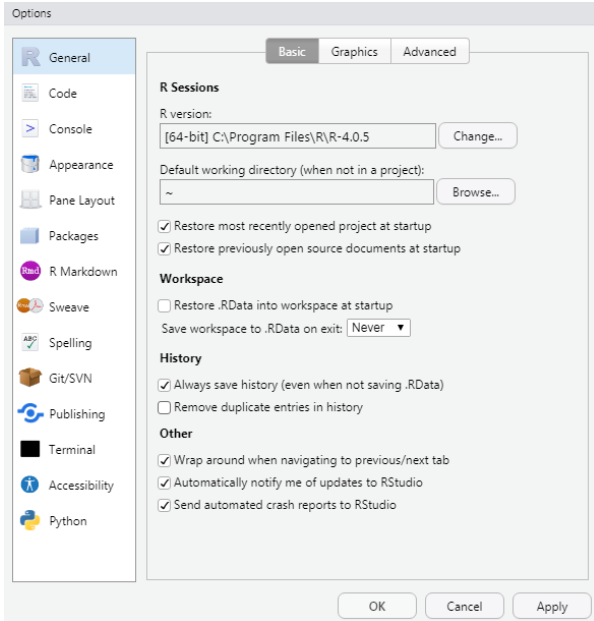 Options
General
Code
Console
Appearance
Pane Layout
Packages
Rmd R Markdown
Sweave
ABC Spelling
Git/SVN
Publishing
Terminal
Accessibility
Python
Basic Graphics Advanced
R Sessions
R version:
[64-bit] C:\Program Files\R\R-4.0.5 Change...
Default working directory (when not in a project):
~ Browse...
Restore most recently opened project at startup
Restore previously open source documents at startup
Workspace
Restore .RData into workspace at startup
Save workspace to .RData on exit: Never
History
Always save history (even when not saving .RData)
Remove duplicate entries in history
Other
Wrap around when navigating to previous/next tab
Automatically notify me of updates to RStudio
Send automated crash reports to RStudio
OK Cancel Apply